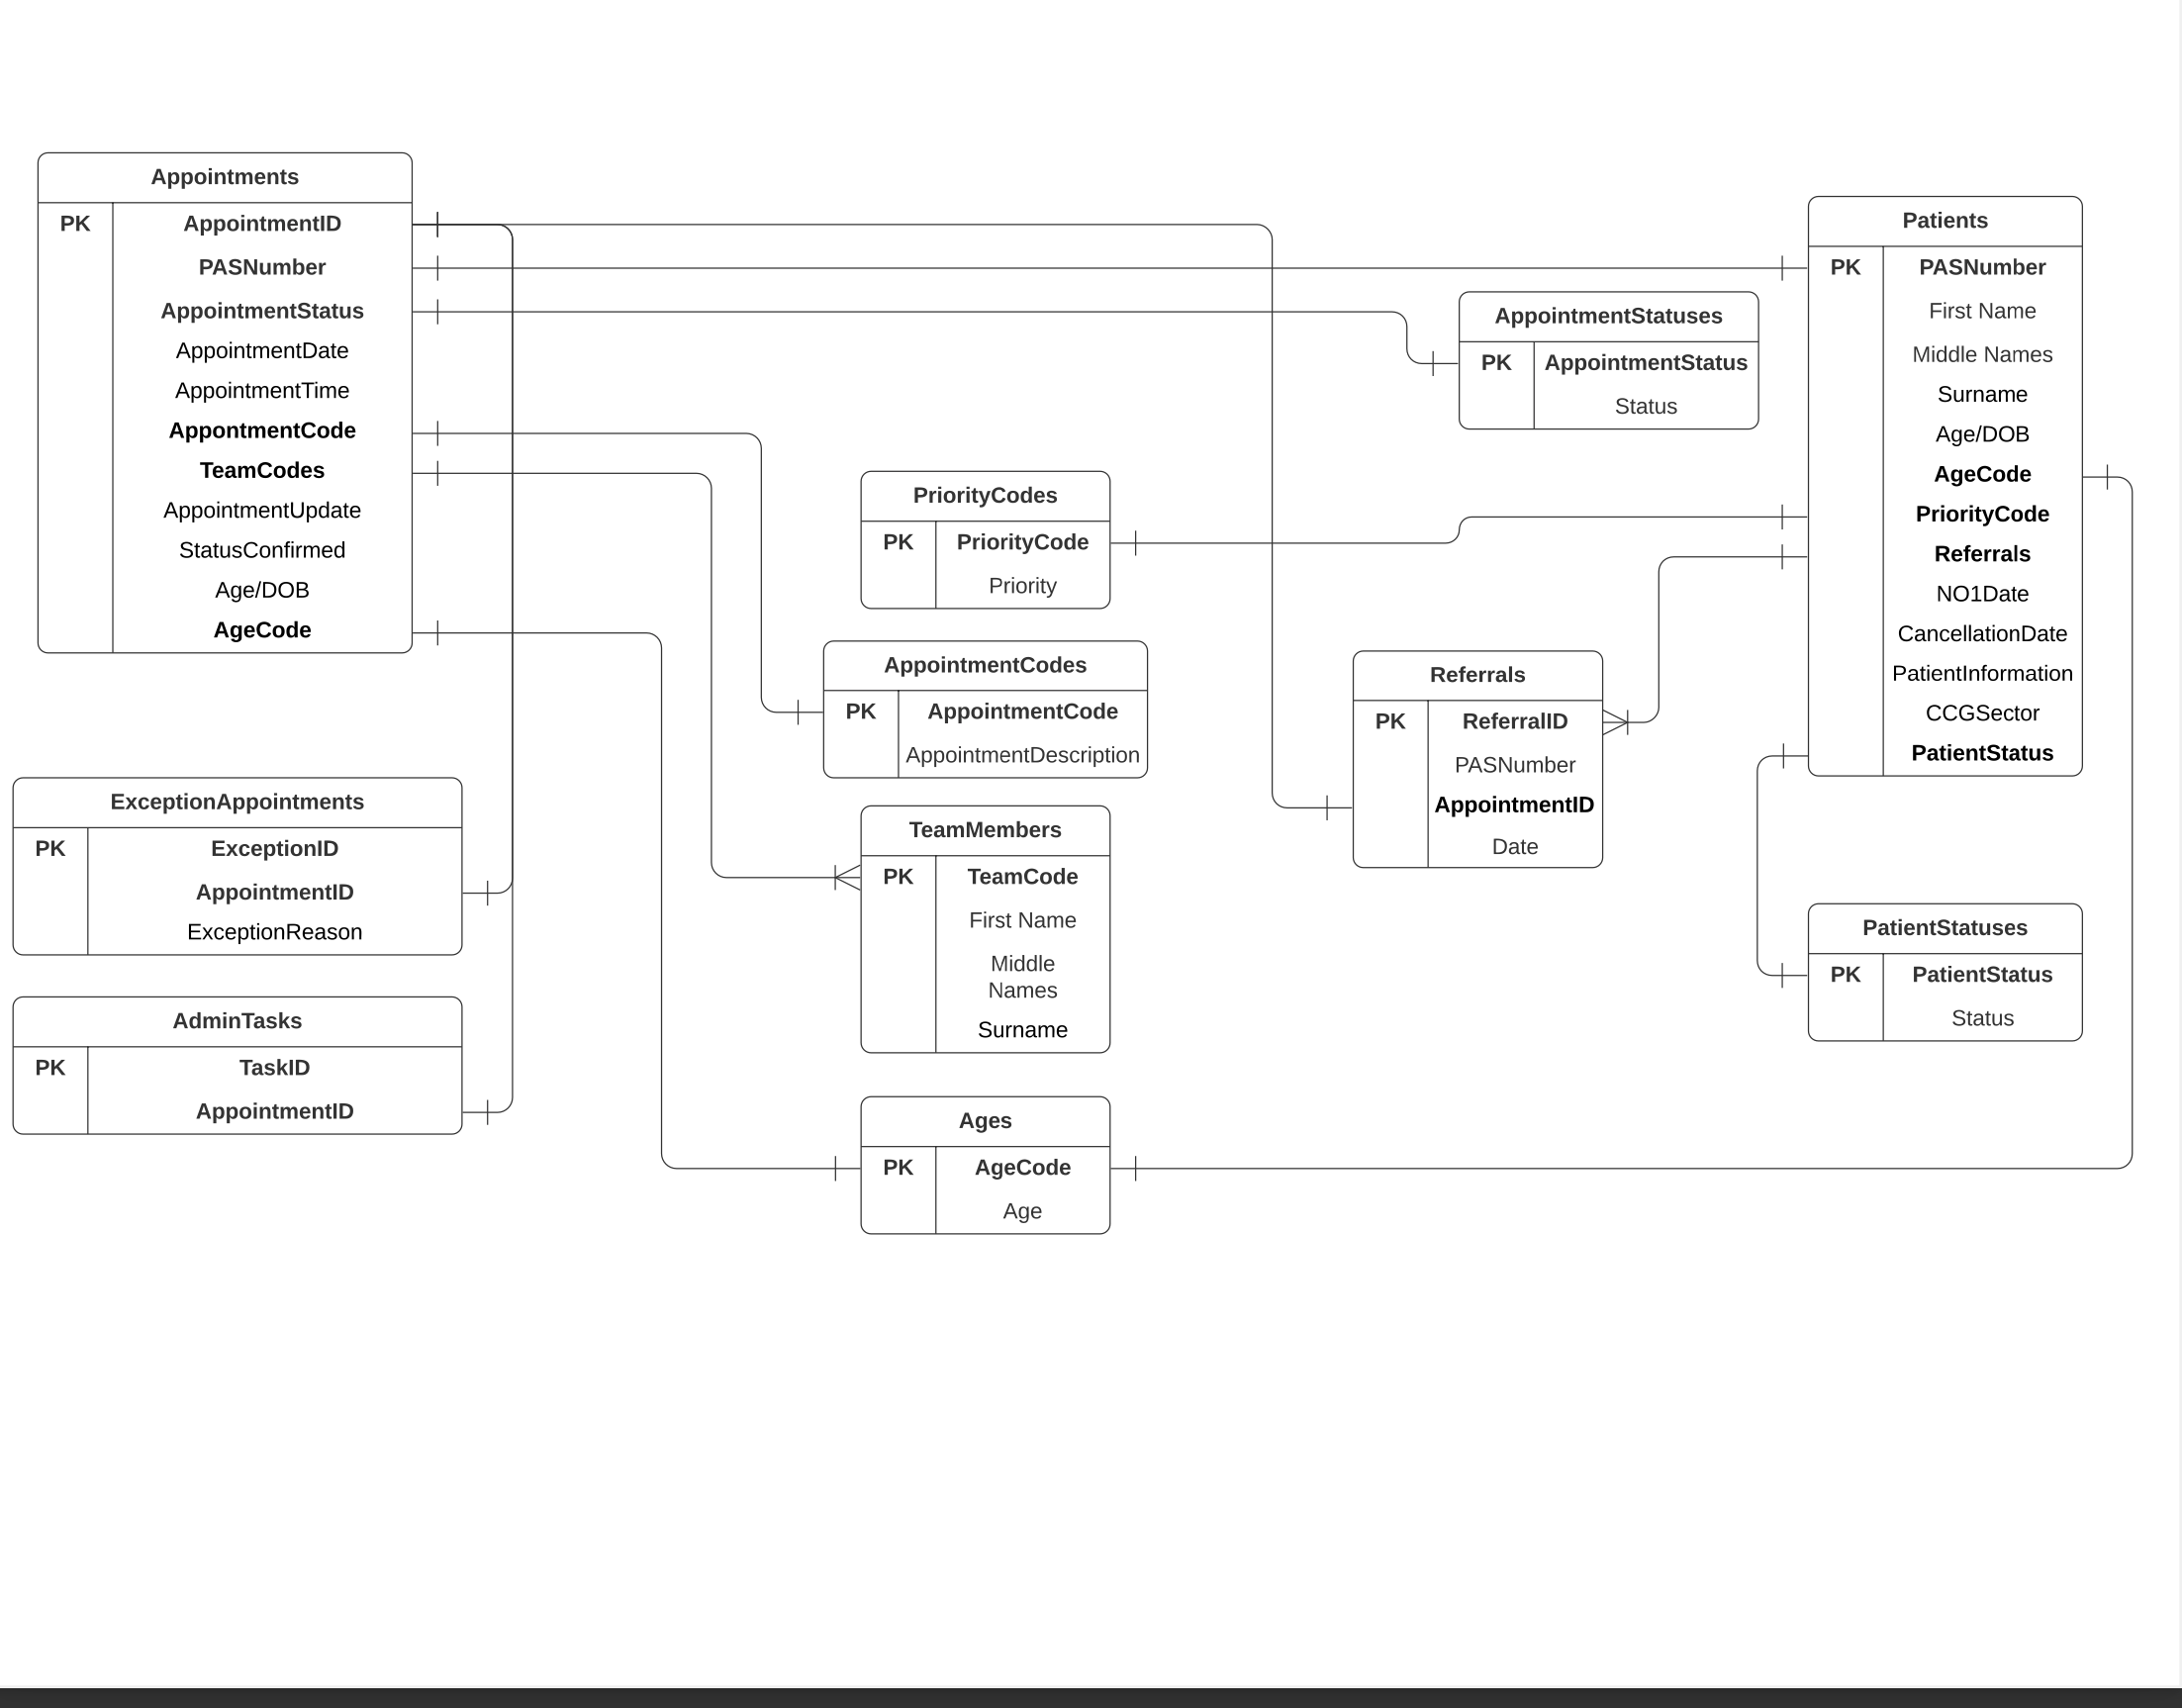 Appointments
PK AppointmentID
PASNumber
AppointmentStatus
AppointmentDate
AppointmentTime
AppontmentCode
TeamCodes
AppointmentUpdate
StatusConfirmed
Age/DOB
AgeCode
ExceptionAppointments
PK ExceptionID
AppointmentID
ExceptionReason
AdminTasks
PK TaskID
AppointmentID
PriorityCodes
PK PriorityCode
Priority
AppointmentCodes
PK AppointmentCode
AppointmentDescription
TeamMembers
PK TeamCode
First Name
Middle
Names
Surname
Ages
PK AgeCode
Age
AppointmentStatuses
PK AppointmentStatus
Status
Referrals
PK ReferralID
PASNumber
AppointmentID
Date
Patients
PK PASNumber
First Name
Middle Names
Surname
Age/DOB
AgeCode
PriorityCode
Referrals
NO1Date
CancellationDate
PatientInformation
CCGSector
PatientStatus
PatientStatuses
PK PatientStatus
Status